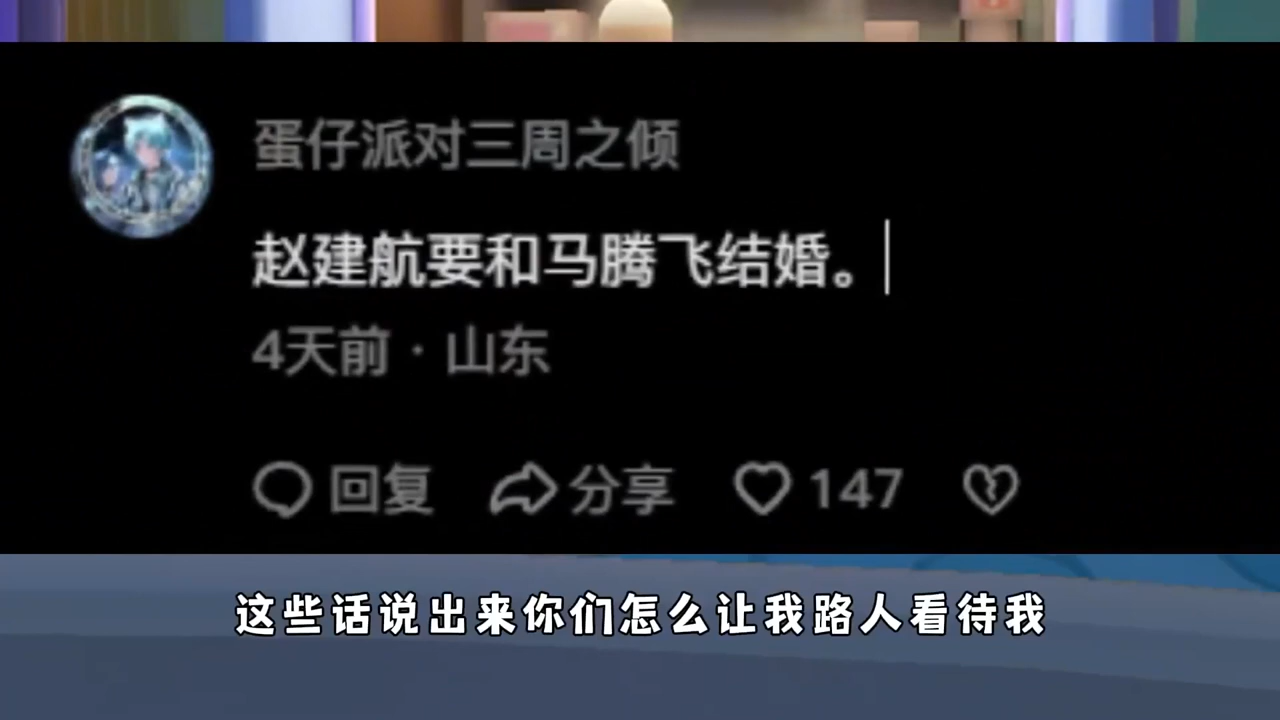 蛋仔派对三周之倾
赵建航要和马腾飞结婚。
4天前 · 山东
回复 分享 147
这些话说出来你们怎么让我路人看待我